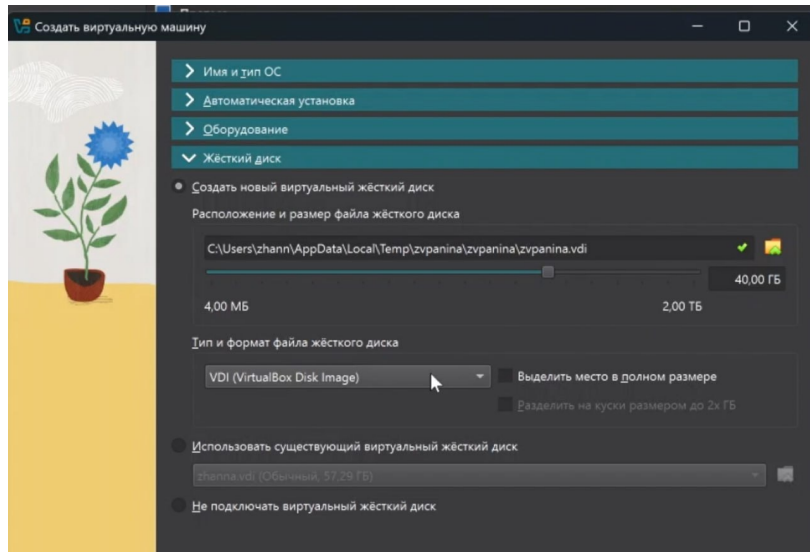 Создать виртуальную машину
Имя и тип ОС
Автоматическая установка
Оборудование
Жёсткий диск
Создать новый виртуальный жёсткий диск
Расположение и размер файла жёсткого диска
C:\Users\zhann\AppData\Local\Temp\zvpanina\zvpanina\zvpanina.vdi
40,00 ГБ
4,00 МБ 2,00 ТБ
Тип и формат файла жёсткого диска
VDI (VirtualBox Disk Image) Выделить место в полном размере
Разделить на куски размером до 2х ГБ
Использовать существующий виртуальный жёсткий диск
zhanna.vdi (Обычный, 57,29 ГБ)
Не подключать виртуальный жёсткий диск